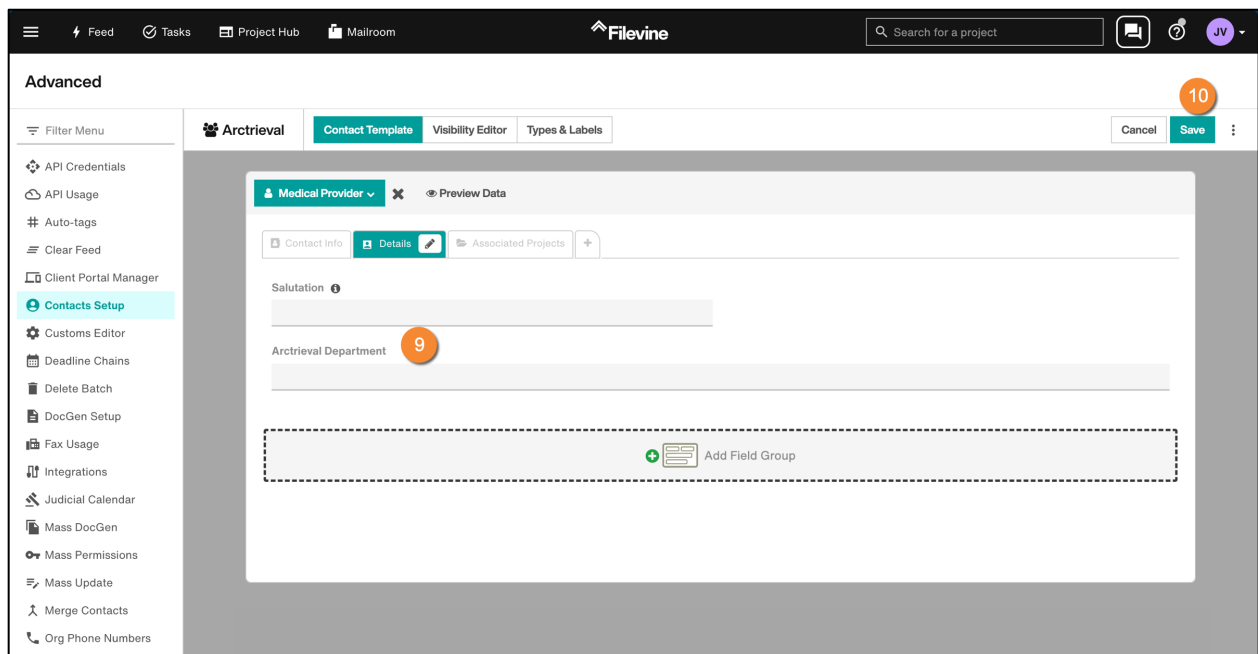 Feed Tasks Project Hub Mailroom Filevine Search for a project JV
Advanced
10
Filter Menu
Arctrieval Contact Template Visibility Editor Types & Labels Cancel Save
API Credentials
API Usage
Auto-tags
Clear Feed
Client Portal Manager
Contacts Setup
Customs Editor
Deadline Chains
Delete Batch
DocGen Setup
Fax Usage
Integrations
Judicial Calendar
Mass DocGen
Mass Permissions
Mass Update
Merge Contacts
Org Phone Numbers
Medical Provider Preview Data
Contact Info Details Associated Projects +
Salutation
Arctrieval Department 9
Add Field Group